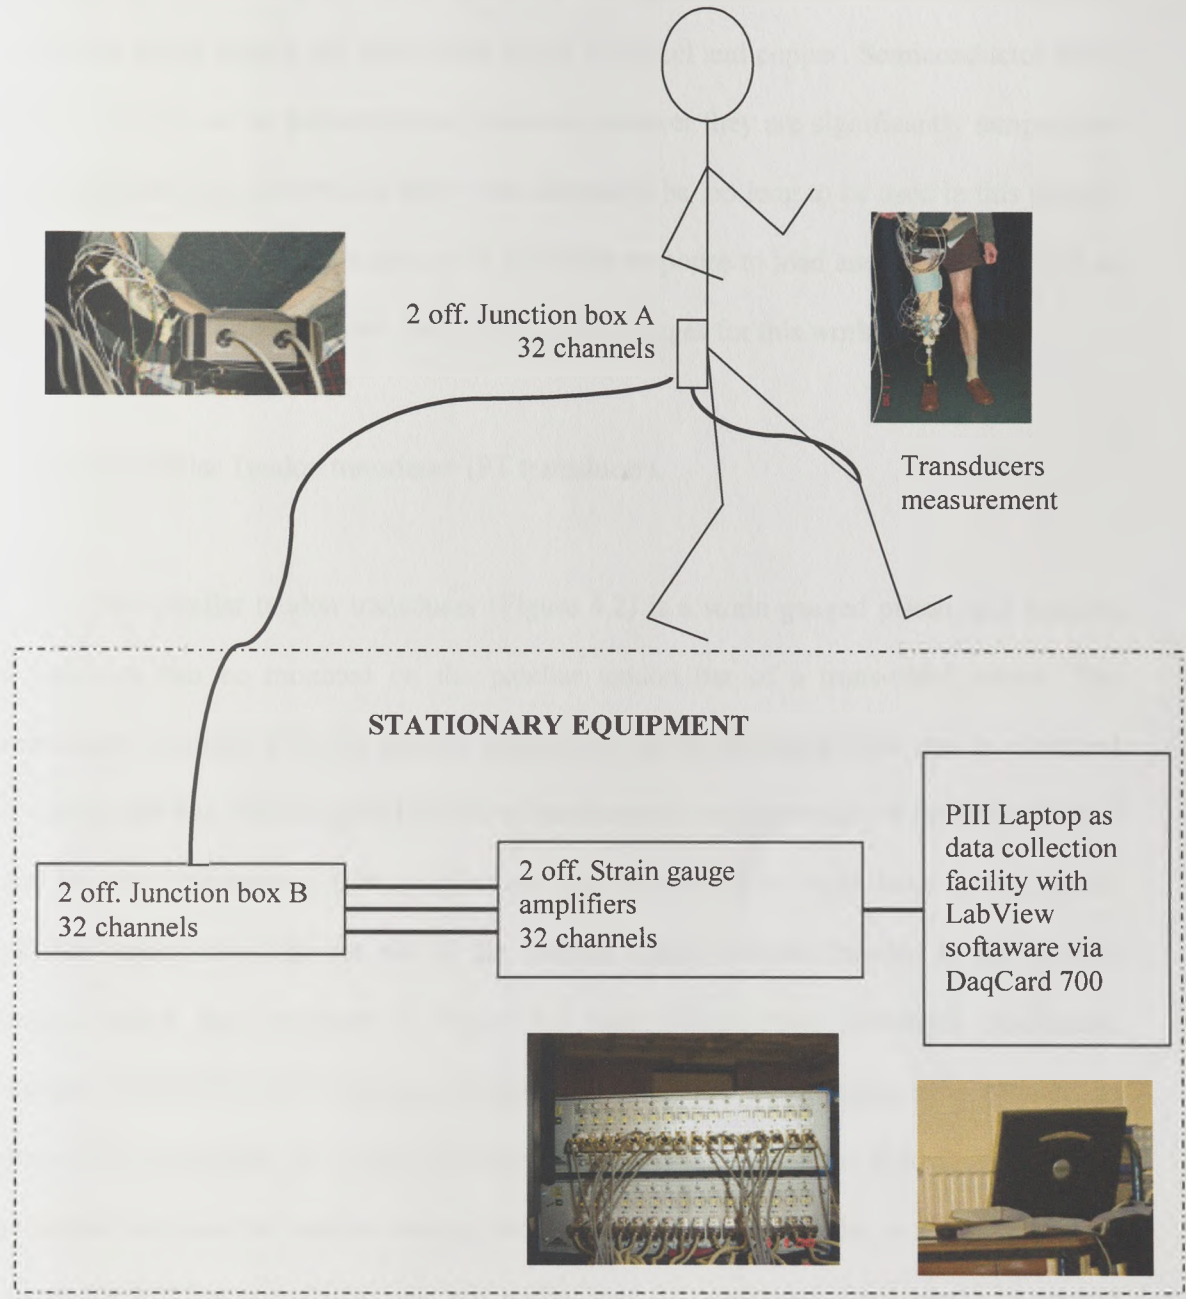 2 off. Junction box A
32 channels
Transducers
measurement
STATIONARY EQUIPMENT
2 off. Junction box B
32 channels
2 off. Strain gauge
amplifiers
32 channels
PIII Laptop as
data collection
facility with
LabView
softaware via
DaqCard 700